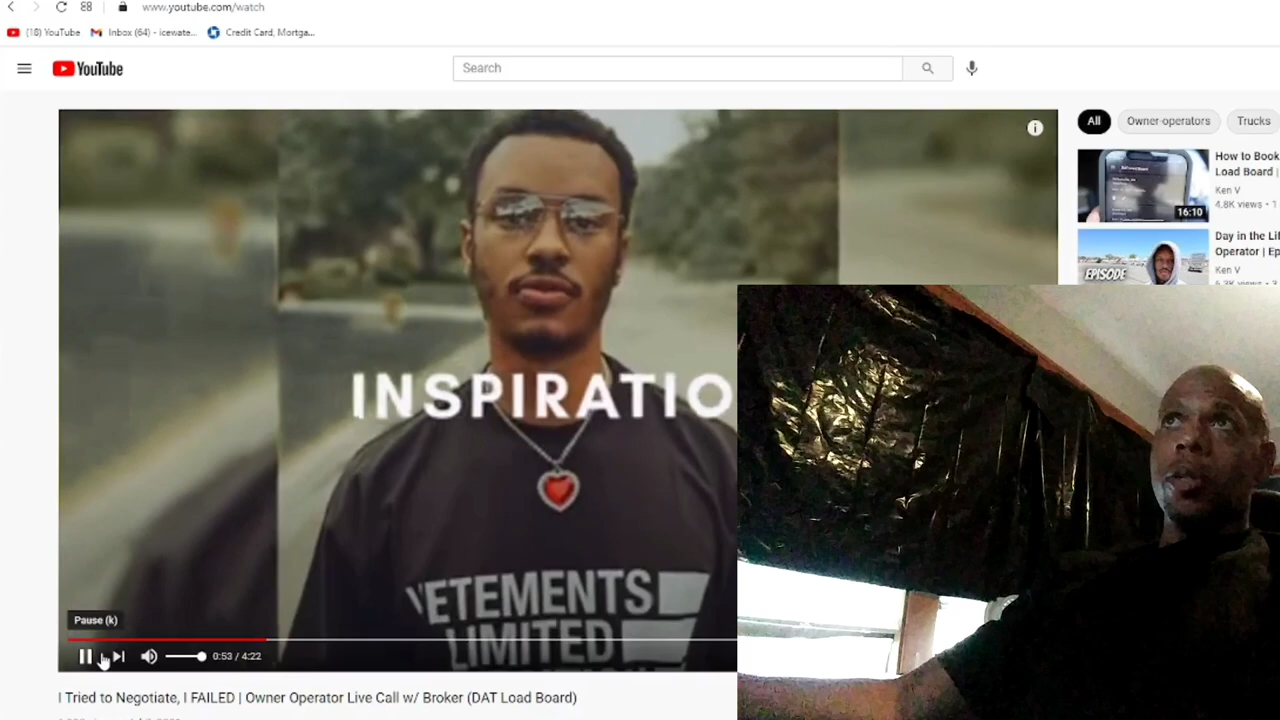 www.youtube.com/watch
(18) YouTube
Inbox (64) - icewate...
Credit Card, Mortga...
YouTube
Search
All
Owner-operators
Trucks
INSPIRATIO
VETEMENTS
LIMITED
Pause (k)
0:53 / 4:22
16:10
How to Book
Load Board |
Ken V
4.8K views • 1
EPISODE
Day in the Lif
Operator | Ep
Ken V
I Tried to Negotiate, I FAILED | Owner Operator Live Call w/ Broker (DAT Load Board)